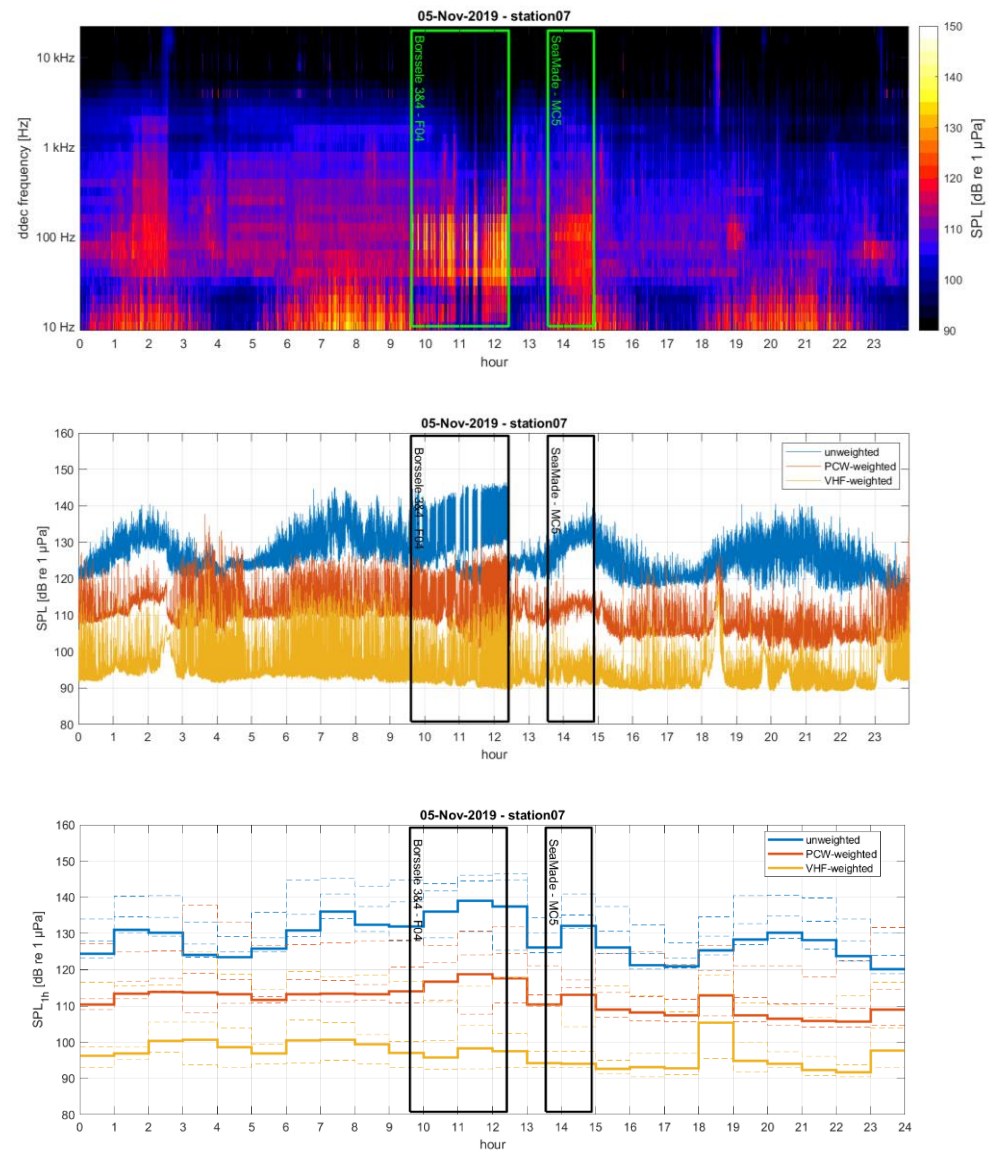 05-Nov-2019 - station07
10 kHz
1 kHz
100 Hz
10 Hz
ddec frequency [Hz]
Borssele 3&4 - F04
SeaMade - MC5
0 1 2 3 4 5 6 7 8 9 10 11 12 13 14 15 16 17 18 19 20 21 22 23
hour
150
140
130
120
110
100
90
SPL [dB re 1 µPa]
05-Nov-2019 - station07
160
150
140
130
120
110
100
90
80
SPL [dB re 1 µPa]
Borssele 3&4 - F04
SeaMade - MC5
unweighted
PCW-weighted
VHF-weighted
0 1 2 3 4 5 6 7 8 9 10 11 12 13 14 15 16 17 18 19 20 21 22 23
hour
05-Nov-2019 - station07
160
150
140
130
120
110
100
90
80
SPL1h [dB re 1 µPa]
Borssele 3&4 - F04
SeaMade - MC5
unweighted
PCW-weighted
VHF-weighted
0 1 2 3 4 5 6 7 8 9 10 11 12 13 14 15 16 17 18 19 20 21 22 23 24
hour